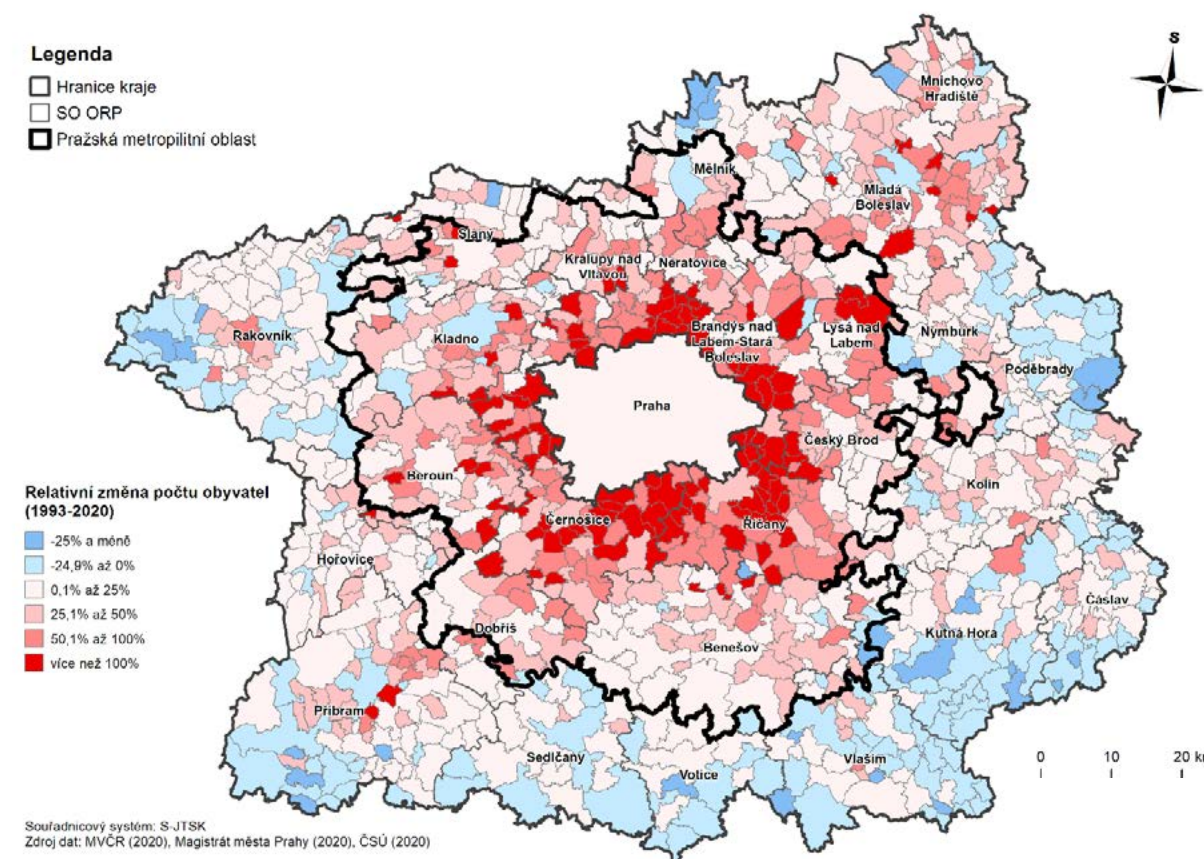 Legenda
Hranice kraje
SO ORP
Pražská metropilitní oblast
S
Mnichovo
Hradiště
Mělník
Mladá
Boleslav
Slaný
Kralupy nad
Vltavou
Neratovice
Rakovník
Kladno
Brandýs nad
Labem-Stará
Boleslav
Lysá nad
Labem
Nymburk
Poděbrady
Praha
Český Brod
Beroun
Kolín
Relativní změna počtu obyvatel
(1993-2020)
-25% a méně
-24,9% až 0%
0,1% až 25%
25,1% až 50%
50,1% až 100%
více než 100%
Černošice
Říčany
Hořovice
Čáslav
Kutná Hora
Dobříš
Benešov
Příbram
Sedlčany
Votice
Vlašim
0 10 20 km
Souřadnicový systém: S-JTSK
Zdroj dat: MVČR (2020), Magistrát města Prahy (2020), ČSÚ (2020)